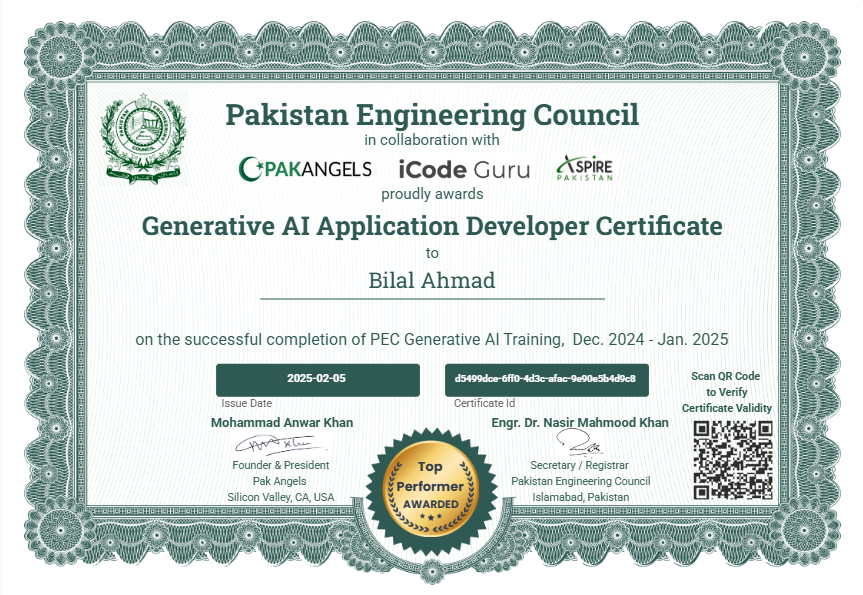 Pakistan Engineering Council
in collaboration with
PAKANGELS iCode Guru ASPIRE PAKISTAN
proudly awards
Generative AI Application Developer Certificate
to
Bilal Ahmad
on the successful completion of PEC Generative AI Training, Dec. 2024 - Jan. 2025
2025-02-05
Issue Date
d5499dce-6ff0-4d3c-afac-9e90e5b4d9c8
Certificate Id
Scan QR Code
to Verify
Certificate Validity
Mohammad Anwar Khan
Founder & President
Pak Angels
Silicon Valley, CA, USA
Top
Performer
AWARDED
Engr. Dr. Nasir Mahmood Khan
Secretary / Registrar
Pakistan Engineering Council
Islamabad, Pakistan